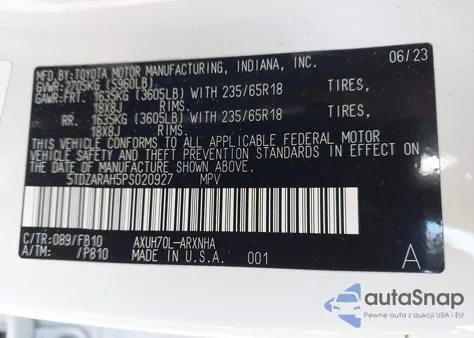 MFD.BY:TOYOTA MOTOR MANUFACTURING, INDIANA, INC. 06/23
GVWR:2705KG (5960LB)
GAWR:FRT. 1635KG (3605LB) WITH 235/65R18 TIRES,
18X8J RIMS.
RR. 1635KG (3605LB) WITH 235/65R18 TIRES,
18X8J RIMS.
THIS VEHICLE CONFORMS TO ALL APPLICABLE FEDERAL MOTOR
VEHICLE SAFETY AND THEFT PREVENTION STANDARDS IN EFFECT ON
THE DATE OF MANUFACTURE SHOWN ABOVE.
5TDZARAH5PS020927 MPV
C/TR:089/FB10 AXUH70L-ARXNHA
A/TM: /P810 MADE IN U.S.A. 001 A
autoSnap
Pewne auta z aukcji USA i EU